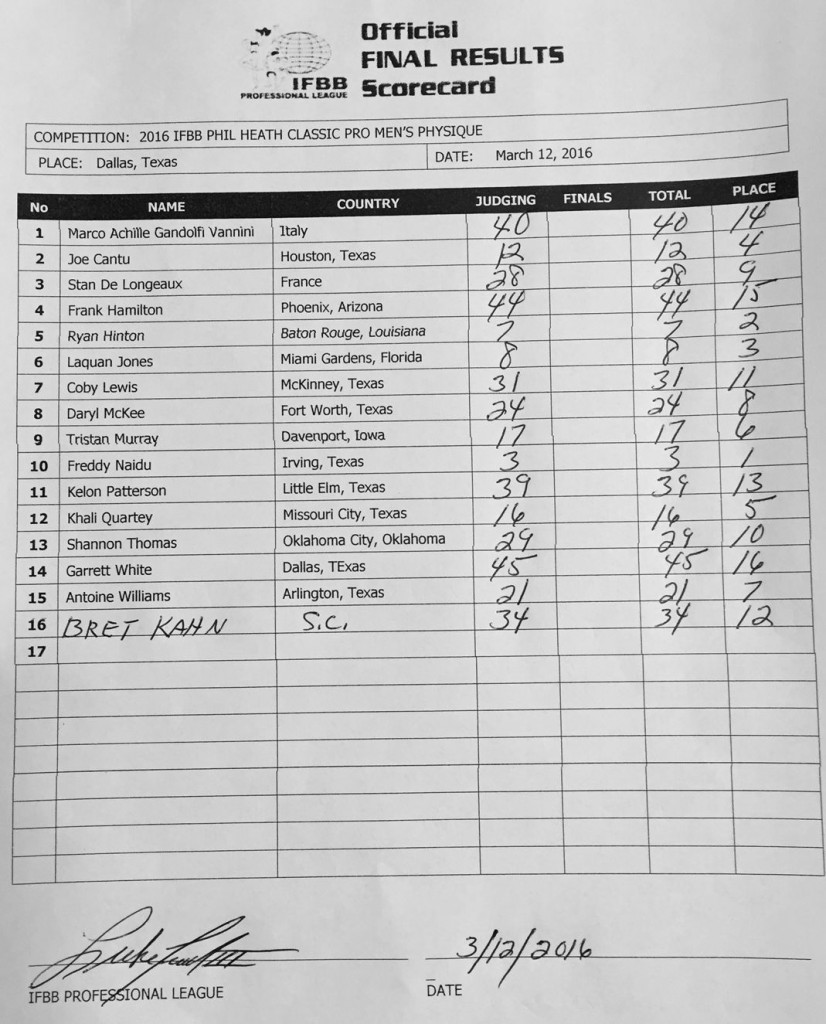 Official
FINAL RESULTS
Scorecard
IFBB
PROFESSIONAL LEAGUE
COMPETITION: 2016 IFBB PHIL HEATH CLASSIC PRO MEN'S PHYSIQUE
PLACE: Dallas, Texas DATE: March 12, 2016
No NAME COUNTRY JUDGING FINALS TOTAL PLACE
1 Marco Achille Gandolfi Vannini Italy 40 40 14
2 Joe Cantu Houston, Texas 12 12 4
3 Stan De Longeaux France 28 28 9
4 Frank Hamilton Phoenix, Arizona 44 44 15
5 Ryan Hinton Baton Rouge, Louisiana 7 7 2
6 Laquan Jones Miami Gardens, Florida 8 8 3
7 Coby Lewis McKinney, Texas 31 31 11
8 Daryl McKee Fort Worth, Texas 24 24 8
9 Tristan Murray Davenport, Iowa 17 17 6
10 Freddy Naidu Irving, Texas 3 3 1
11 Kelon Patterson Little Elm, Texas 39 39 13
12 Khali Quartey Missouri City, Texas 16 16 5
13 Shannon Thomas Oklahoma City, Oklahoma 29 29 10
14 Garrett White Dallas, TExas 45 45 16
15 Antoine Williams Arlington, Texas 21 21 7
16 BRET KAHN S.C. 34 34 12
17
3/12/2016
IFBB PROFESSIONAL LEAGUE DATE